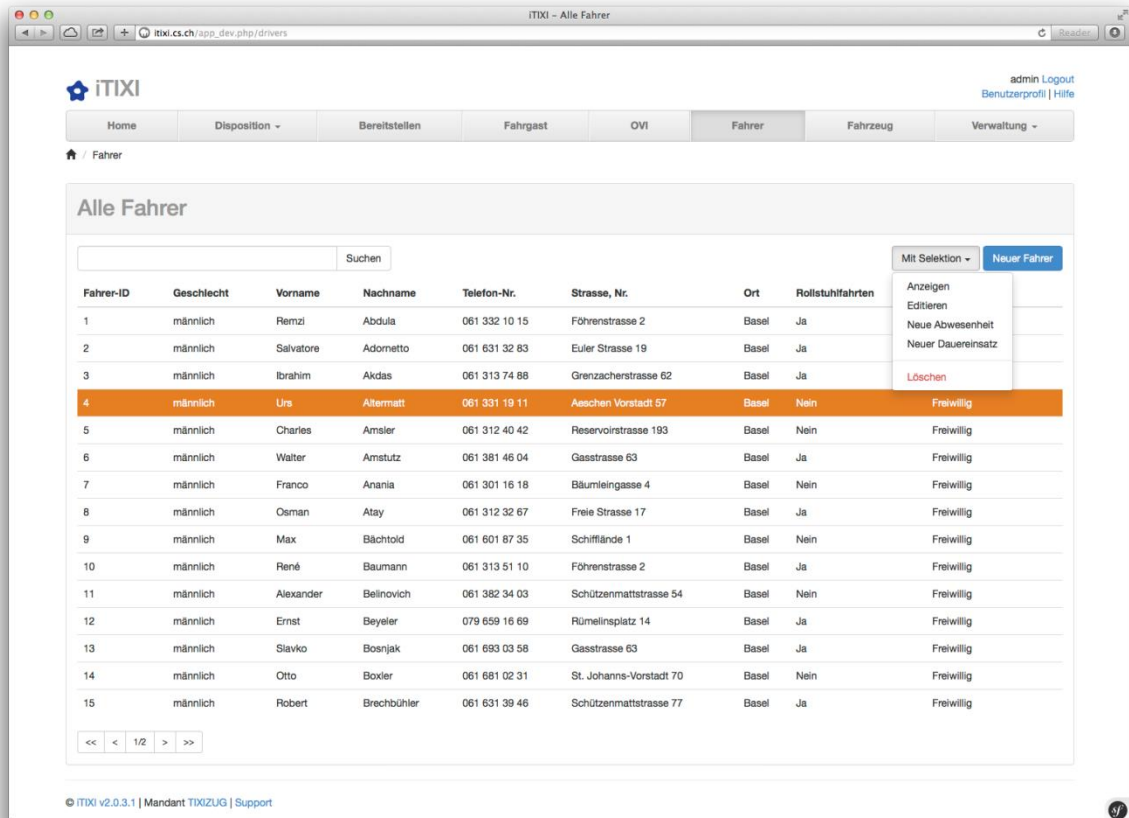 iTIXI – Alle Fahrer
itixi.cs.ch/app_dev.php/drivers
Reader
iTIXI
admin Logout
Benutzerprofil | Hilfe
Home Disposition Bereitstellen Fahrgast OVI Fahrer Fahrzeug Verwaltung
/ Fahrer
Alle Fahrer
Suchen Mit Selektion Neuer Fahrer
Fahrer-ID Geschlecht Vorname Nachname Telefon-Nr. Strasse, Nr. Ort Rollstuhlfahrten
Anzeigen
Editieren
Neue Abwesenheit
Neuer Dauereinsatz
Löschen
1 männlich Remzi Abdula 061 332 10 15 Föhrenstrasse 2 Basel Ja
2 männlich Salvatore Adornetto 061 631 32 83 Euler Strasse 19 Basel Ja
3 männlich Ibrahim Akdas 061 313 74 88 Grenzacherstrasse 62 Basel Ja
4 männlich Urs Altermatt 061 331 19 11 Aeschen Vorstadt 57 Basel Nein Freiwillig
5 männlich Charles Amsler 061 312 40 42 Reservoirstrasse 193 Basel Nein Freiwillig
6 männlich Walter Amstutz 061 381 46 04 Gasstrasse 63 Basel Ja Freiwillig
7 männlich Franco Anania 061 301 16 18 Bäumleingasse 4 Basel Nein Freiwillig
8 männlich Osman Atay 061 312 32 67 Freie Strasse 17 Basel Ja Freiwillig
9 männlich Max Bächtold 061 601 87 35 Schifflände 1 Basel Nein Freiwillig
10 männlich René Baumann 061 313 51 10 Föhrenstrasse 2 Basel Ja Freiwillig
11 männlich Alexander Belinovich 061 382 34 03 Schützenmattstrasse 54 Basel Nein Freiwillig
12 männlich Ernst Beyeler 079 659 16 69 Rümelinsplatz 14 Basel Ja Freiwillig
13 männlich Slavko Bosnjak 061 693 03 58 Gasstrasse 63 Basel Ja Freiwillig
14 männlich Otto Boxler 061 681 02 31 St. Johanns-Vorstadt 70 Basel Nein Freiwillig
15 männlich Robert Brechbühler 061 631 39 46 Schützenmattstrasse 77 Basel Ja Freiwillig
<< < 1/2 > >>
© iTIXI v2.0.3.1 | Mandant TIXIZUG | Support
sf